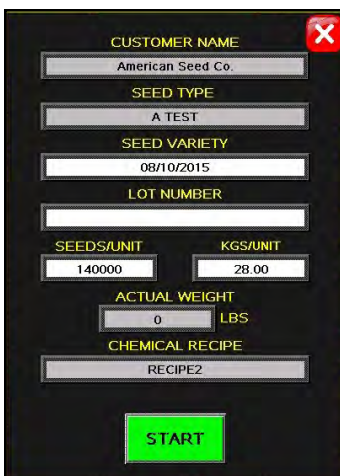 CUSTOMER NAME
American Seed Co.
SEED TYPE
A TEST
SEED VARIETY
08/10/2015
LOT NUMBER
SEEDS/UNIT KGS/UNIT
140000 28.00
ACTUAL WEIGHT
0 LBS
CHEMICAL RECIPE
RECIPE2
START